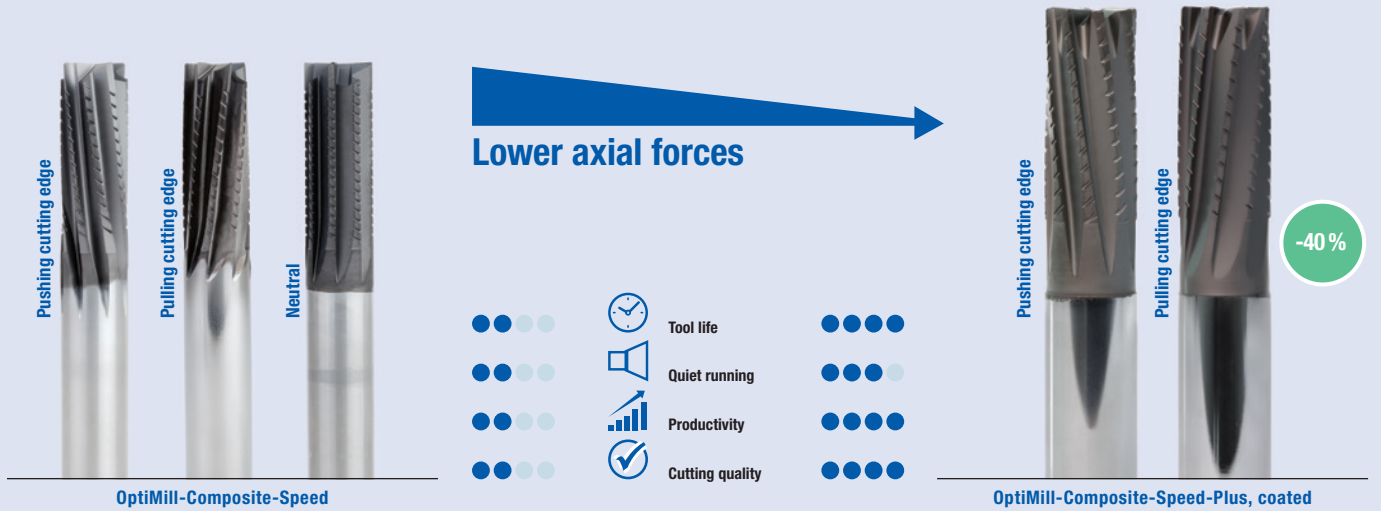 Pushing cutting edge
Pulling cutting edge
Neutral
OptiMill-Composite-Speed
Lower axial forces
Tool life
Quiet running
Productivity
Cutting quality
Pushing cutting edge
Pulling cutting edge
-40 %
OptiMill-Composite-Speed-Plus, coated